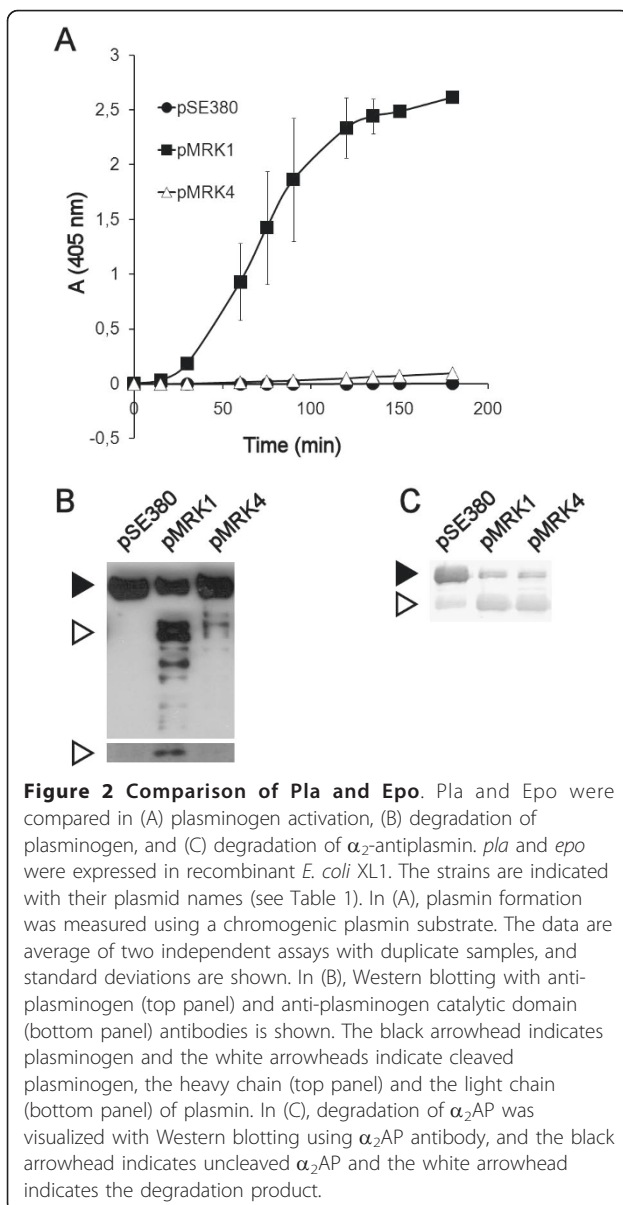 A
3
2,5
2
1,5
1
0,5
0
-0,5
A (405 nm)
pSE380
pMRK1
pMRK4
0
50
100
150
200
Time (min)
B
pSE380
pMRK1
pMRK4
C
pSE380
pMRK1
pMRK4
Figure 2 Comparison of Pla and Epo. Pla and Epo were
compared in (A) plasminogen activation, (B) degradation of
plasminogen, and (C) degradation of α₂-antiplasmin. pla and epo
were expressed in recombinant E. coli XL1. The strains are indicated
with their plasmid names (see Table 1). In (A), plasmin formation
was measured using a chromogenic plasmin substrate. The data are
average of two independent assays with duplicate samples, and
standard deviations are shown. In (B), Western blotting with anti-
plasminogen (top panel) and anti-plasminogen catalytic domain
(bottom panel) antibodies is shown. The black arrowhead indicates
plasminogen and the white arrowheads indicate cleaved
plasminogen, the heavy chain (top panel) and the light chain
(bottom panel) of plasmin. In (C), degradation of α₂AP was
visualized with Western blotting using α₂AP antibody, and the black
arrowhead indicates uncleaved α₂AP and the white arrowhead
indicates the degradation product.